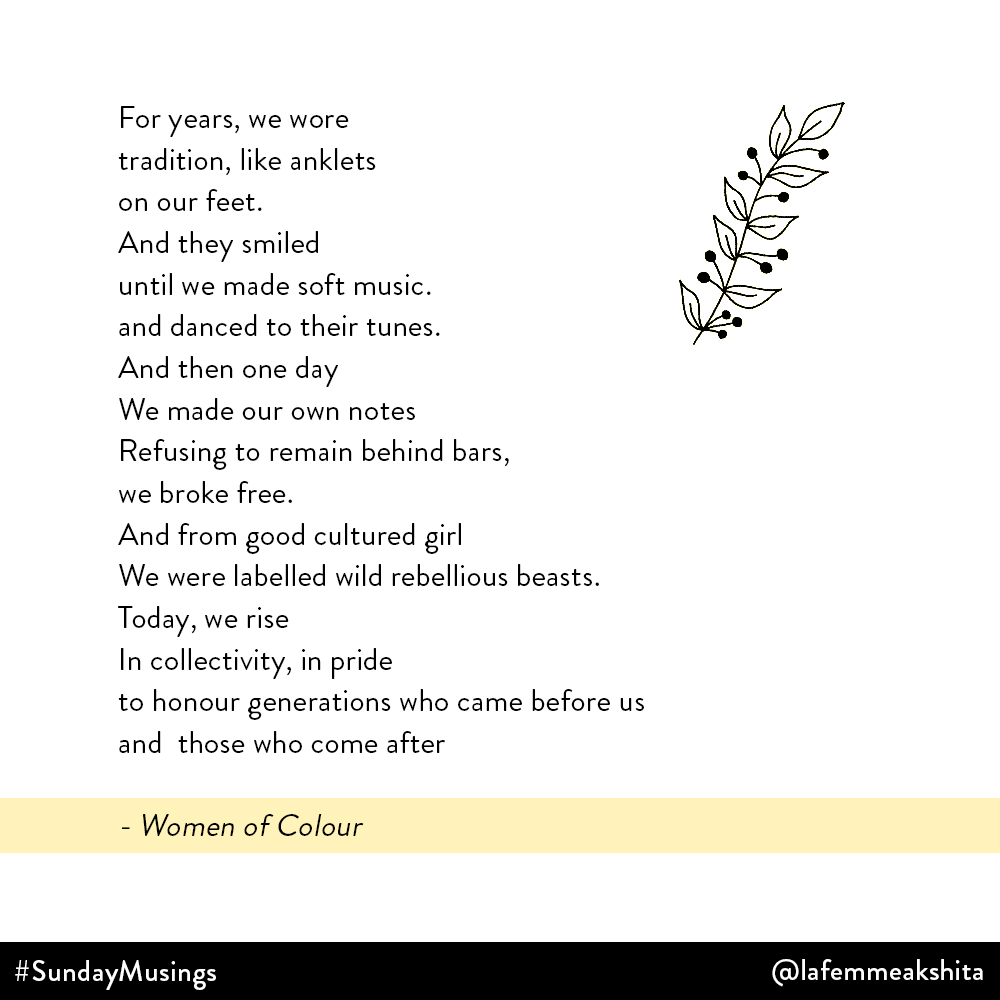 For years, we wore
tradition, like anklets
on our feet.
And they smiled
until we made soft music.
and danced to their tunes.
And then one day
We made our own notes
Refusing to remain behind bars,
we broke free.
And from good cultured girl
We were labelled wild rebellious beasts.
Today, we rise
In collectivity, in pride
to honour generations who came before us
and  those who come after
- Women of Colour
#SundayMusings
@lafemmeakshita